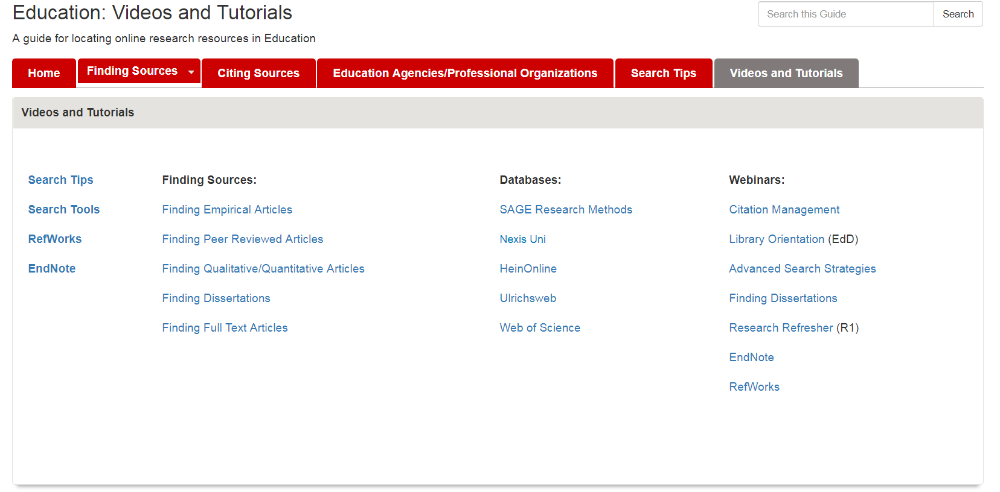 Education: Videos and Tutorials
Search this Guide
Search
A guide for locating online research resources in Education
Home
Finding Sources
Citing Sources
Education Agencies/Professional Organizations
Search Tips
Videos and Tutorials
Videos and Tutorials
Search Tips
Search Tools
RefWorks
EndNote
Finding Sources:
Finding Empirical Articles
Finding Peer Reviewed Articles
Finding Qualitative/Quantitative Articles
Finding Dissertations
Finding Full Text Articles
Databases:
SAGE Research Methods
Nexis Uni
HeinOnline
Ulrichsweb
Web of Science
Webinars:
Citation Management
Library Orientation (EdD)
Advanced Search Strategies
Finding Dissertations
Research Refresher (R1)
EndNote
RefWorks